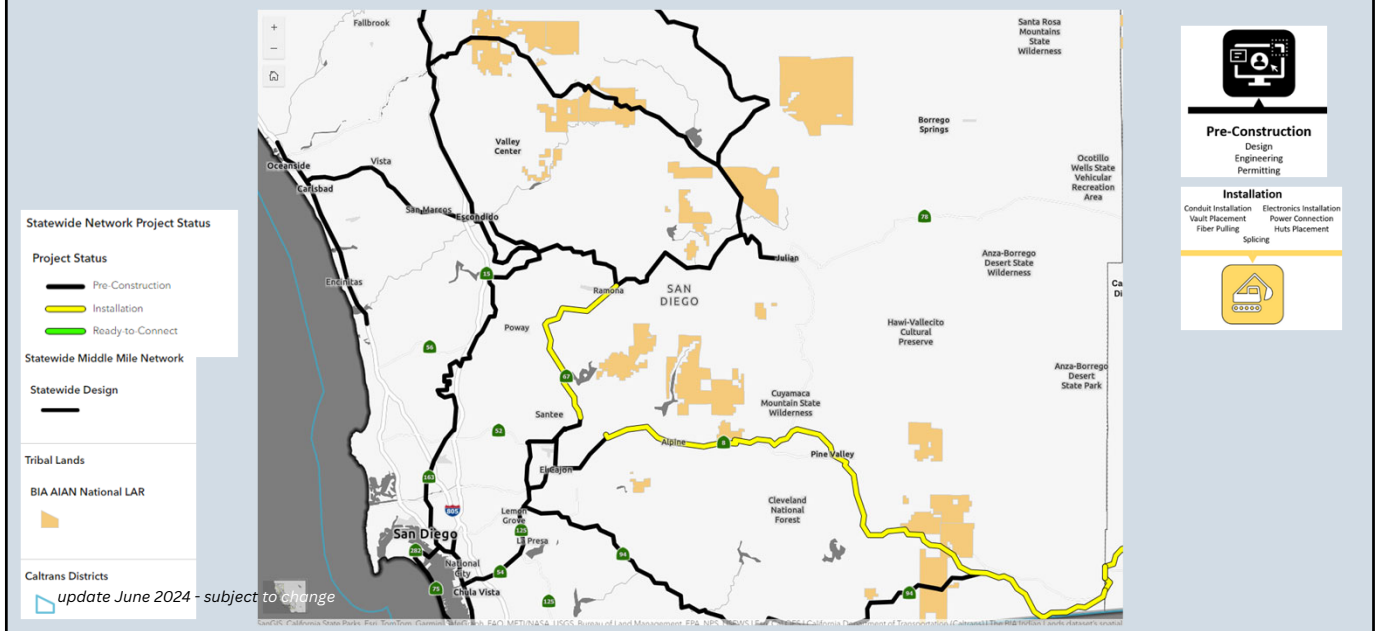 +
−
Fallbrook
Santa Rosa
Mountains
State
Wilderness
Borrego
Springs
Valley
Center
Ocotillo
Wells State
Vehicular
Recreation
Area
Oceanside
Vista
Carlsbad
San Marcos
Escondido
78
Anza-Borrego
Desert State
Wilderness
Julian
15
Encinitas
Ramona
SAN
DIEGO
Ca
Di
Poway
Hawi-Vallecito
Cultural
Preserve
56
67
Anza-Borrego
Desert
State Park
Cuyamaca
Mountain State
Wilderness
Santee
52
Alpine
8
Pine Valley
El Cajon
163
805
Lemon
Grove
Cleveland
National
Forest
San Diego
125
La Presa
282
94
National
City
54
75
Chula Vista
125
94
Statewide Network Project Status
Project Status
Pre-Construction
Installation
Ready-to-Connect
Statewide Middle Mile Network
Statewide Design
Tribal Lands
BIA AIAN National LAR
Caltrans Districts
update June 2024 - subject to change
Pre-Construction
Design
Engineering
Permitting
Installation
Conduit Installation Electronics Installation
Vault Placement Power Connection
Fiber Pulling Huts Placement
Splicing